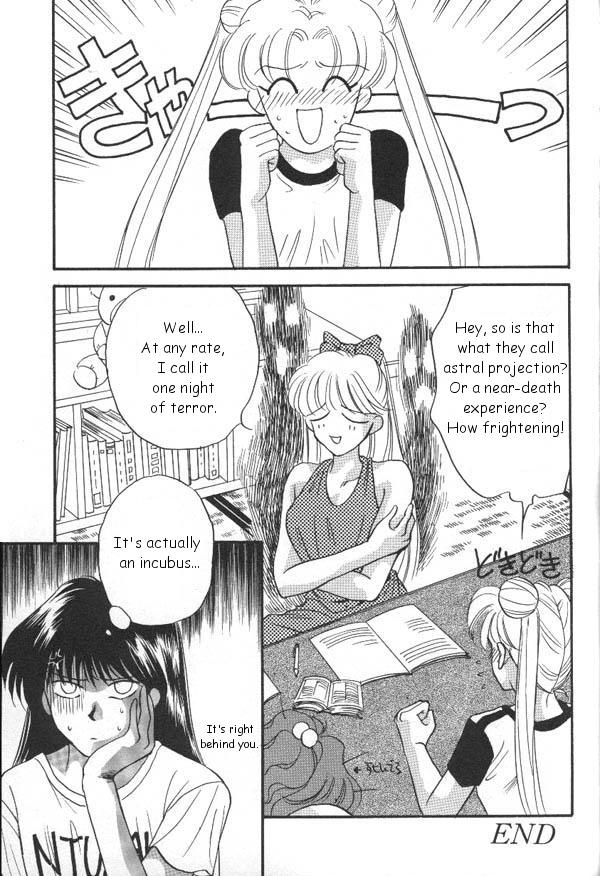 きゃーっ
Hey, so is that
what they call
astral projection?
Or a near-death
experience?
How frightening!
Well...
At any rate,
I call it
one night
of terror.
どきどき
It's actually
an incubus...
It's right
behind you.
END